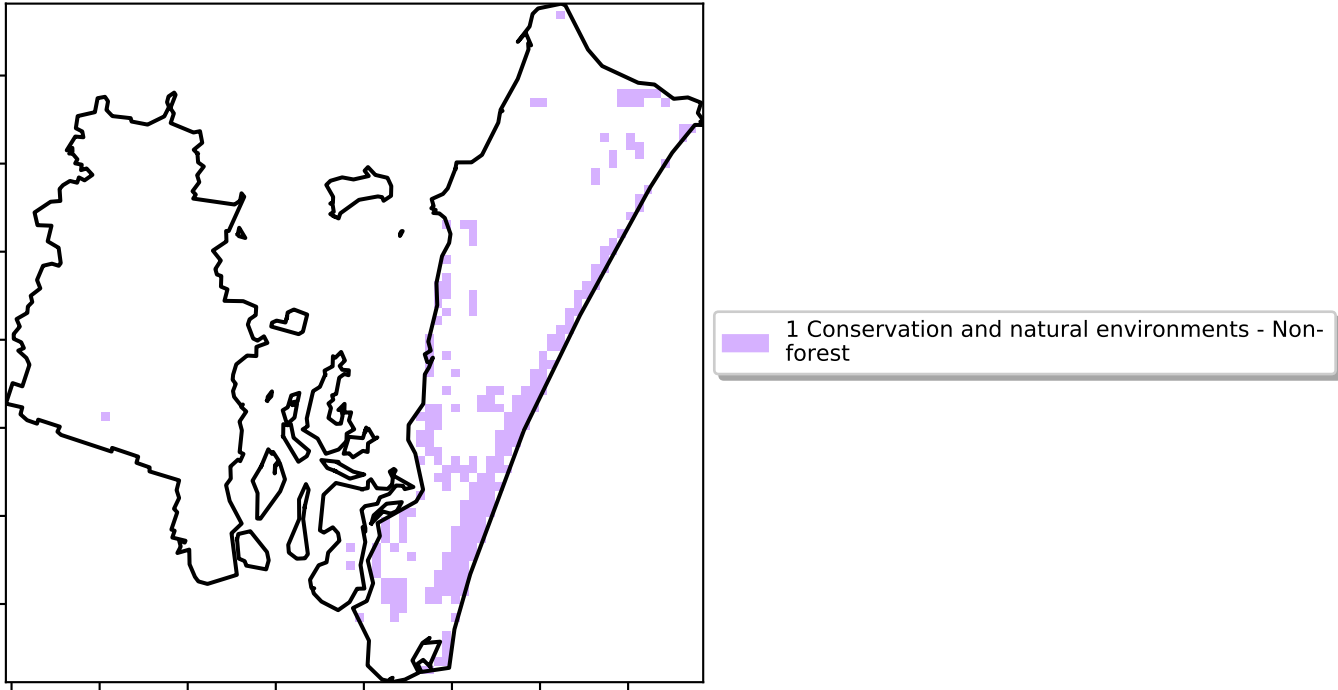 1 Conservation and natural environments - Non-
forest